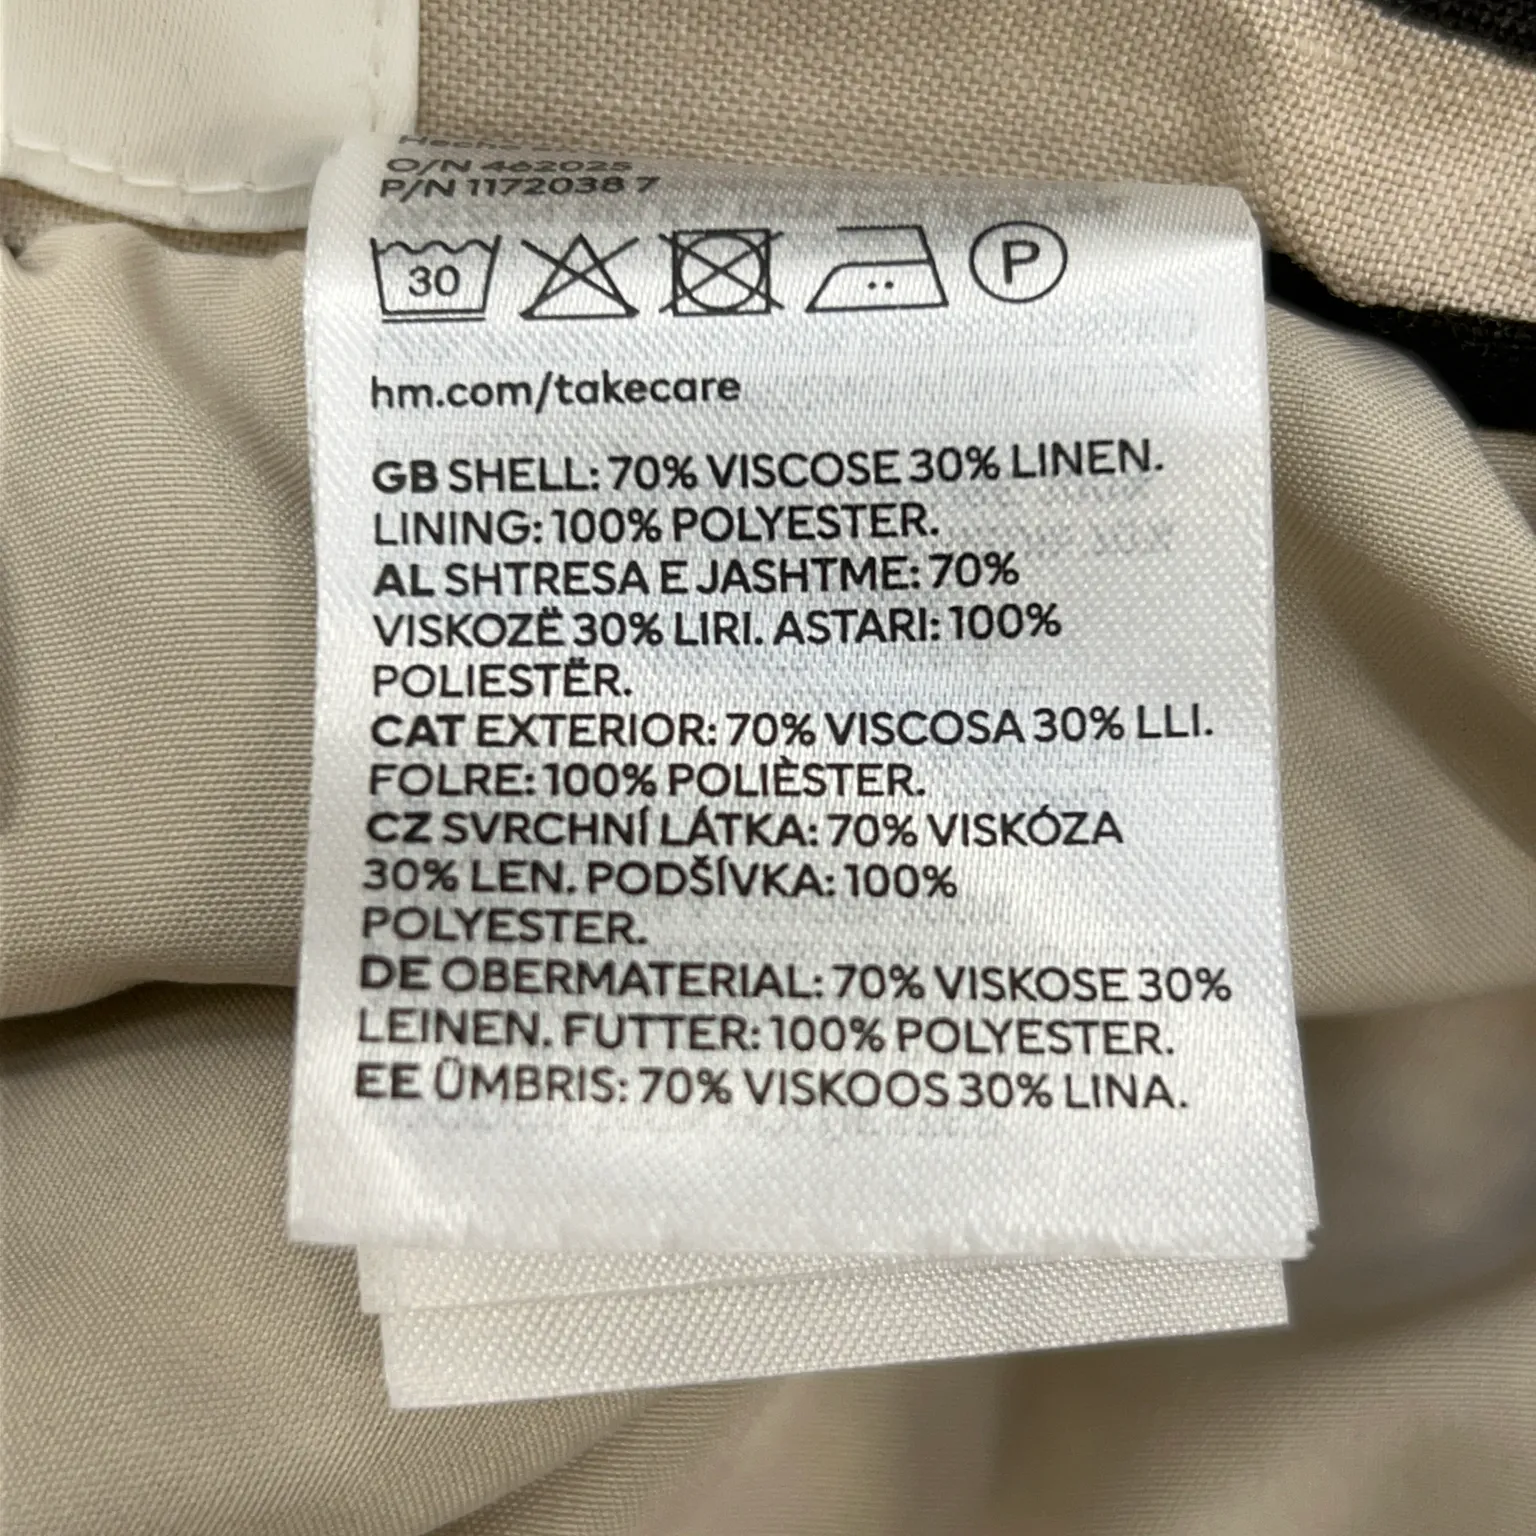 O/N 462025
P/N 1172038 7
30
P
hm.com/takecare
GB SHELL: 70% VISCOSE 30% LINEN.
LINING: 100% POLYESTER.
AL SHTRESA E JASHTME: 70%
VISKOZË 30% LIRI. ASTARI: 100%
POLIESTËR.
CAT EXTERIOR: 70% VISCOSA 30% LLI.
FOLRE: 100% POLIÈSTER.
CZ SVRCHNÍ LÁTKA: 70% VISKÓZA
30% LEN. PODŠÍVKA: 100%
POLYESTER.
DE OBERMATERIAL: 70% VISKOSE 30%
LEINEN. FUTTER: 100% POLYESTER.
EE ÜMBRIS: 70% VISKOOS 30% LINA.